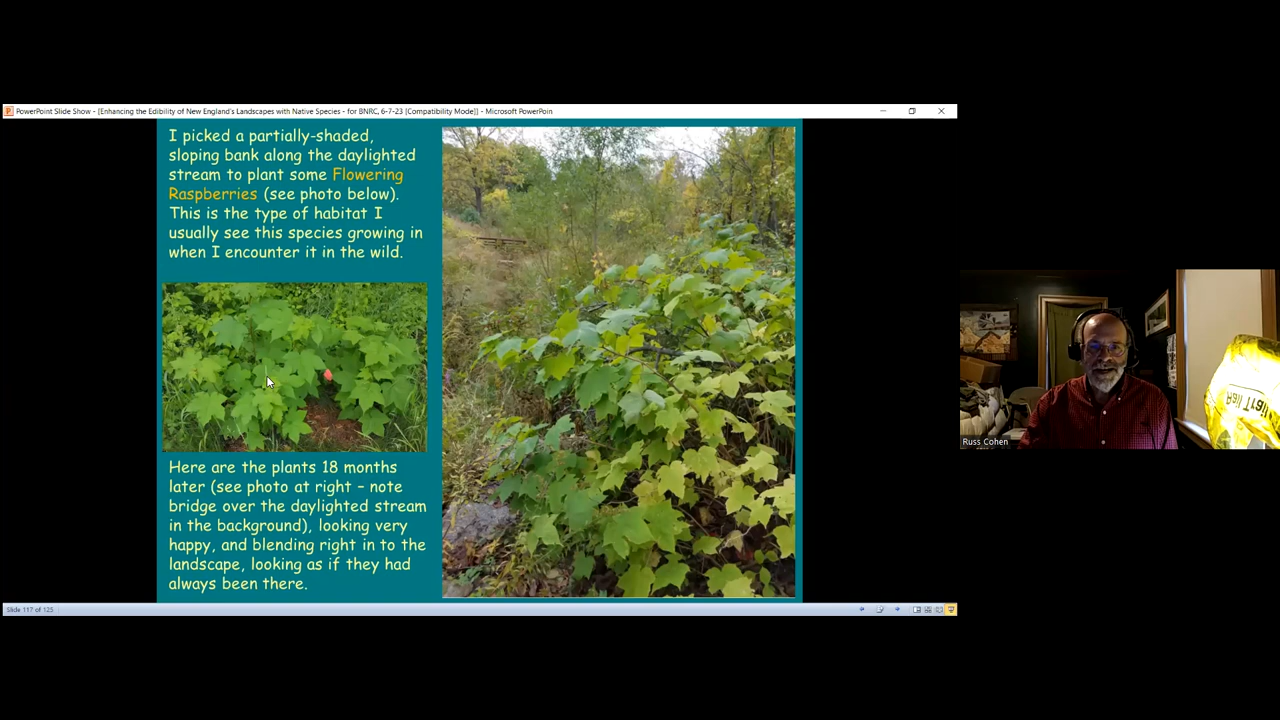 PowerPoint Slide Show - [Enhancing the Edibility of New England's Landscapes with Native Species - for BNRC, 6-7-23 [Compatibility Mode]] - Microsoft PowerPoin
I picked a partially-shaded,
sloping bank along the daylighted
stream to plant some Flowering
Raspberries (see photo below).
This is the type of habitat I
usually see this species growing in
when I encounter it in the wild.
Here are the plants 18 months
later (see photo at right – note
bridge over the daylighted stream
in the background), looking very
happy, and blending right in to the
landscape, looking as if they had
always been there.
Slide 117 of 125
Russ Cohen